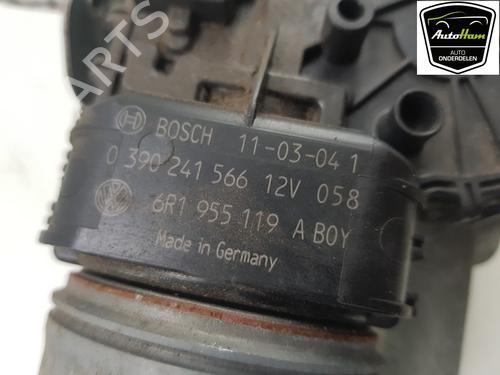 AutoHam
AUTO
ONDERDELEN
BOSCH 11-03-04 1
0 390 241 566 12V 058
6R1 955 119 A BOY
Made in Germany